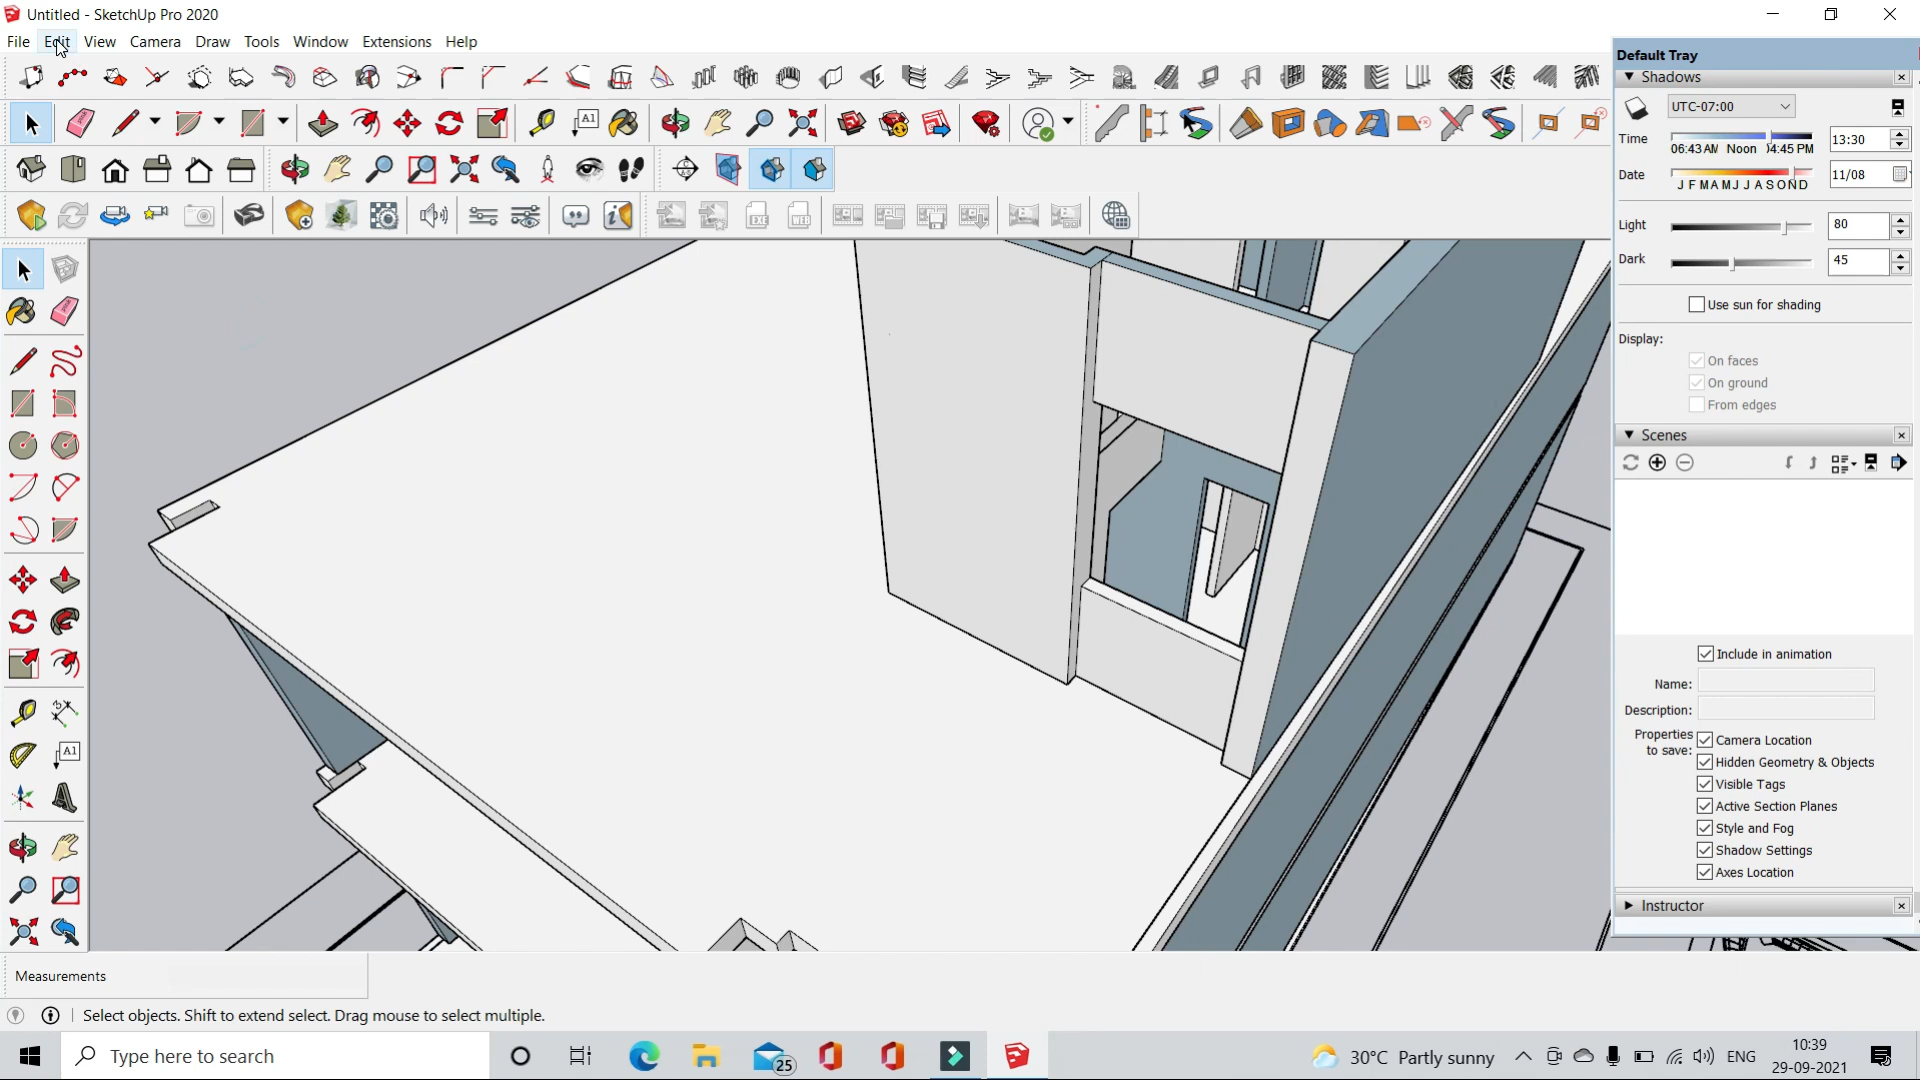 Untitled - SketchUp Pro 2020
File Edit View Camera Draw Tools Window Extensions Help
Default Tray
Shadows
UTC-07:00
Time 06:43 AM Noon 04:45 PM 13:30
Date J F M A M J J A S O N D 11/08
Light 80
Dark 45
Use sun for shading
Display:
On faces
On ground
From edges
Scenes
Include in animation
Name:
Description:
Properties to save:
Camera Location
Hidden Geometry & Objects
Visible Tags
Active Section Planes
Style and Fog
Shadow Settings
Axes Location
Instructor
A1
A1
Measurements
Select objects. Shift to extend select. Drag mouse to select multiple.
Type here to search
25
30°C Partly sunny
ENG
10:39
29-09-2021